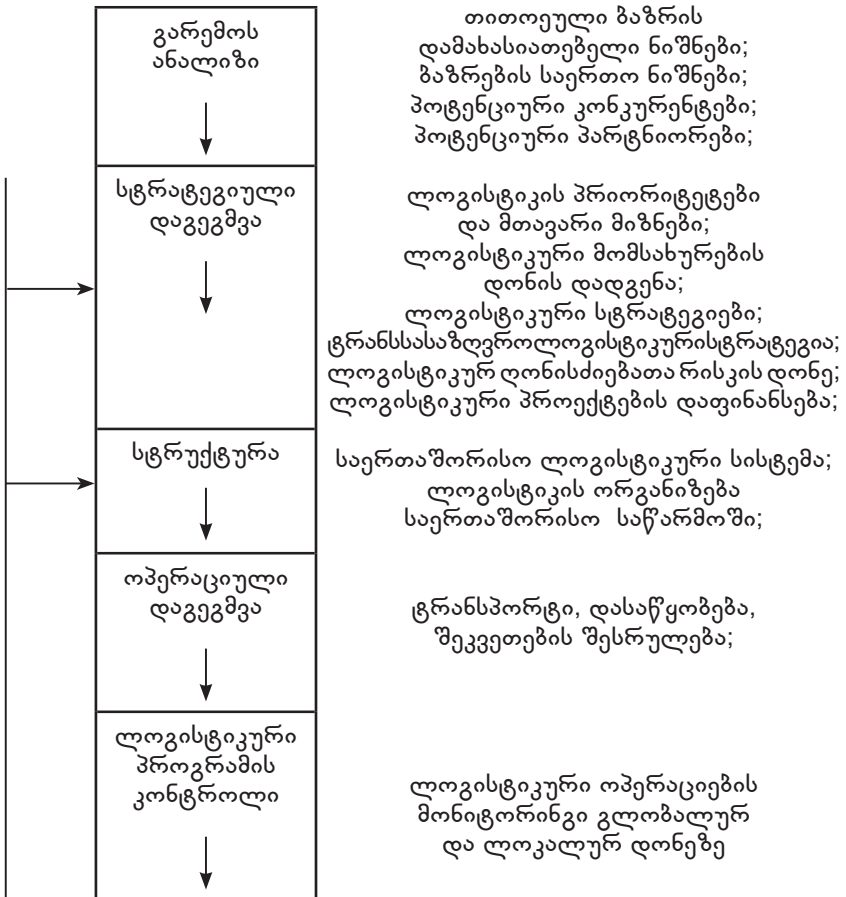 გარემოს
ანალიზი
თითოეული ბაზრის
დამახასიათებელი ნიშნები;
ბაზრების საერთო ნიშნები;
პოტენციური კონკურენტები;
პოტენციური პარტნიორები;
სტრატეგიული
დაგეგმვა
ლოგისტიკის პრიორიტეტები
და მთავარი მიზნები;
ლოგისტიკური მომსახურების
დონის დადგენა;
ლოგისტიკური სტრატეგიები;
ტრანსსასაზღვროლოგისტიკურისტრატეგია;
ლოგისტიკურ ღონისძიებათა რისკის დონე;
ლოგისტიკური პროექტების დაფინანსება;
სტრუქტურა
საერთაშორისო ლოგისტიკური სისტემა;
ლოგისტიკის ორგანიზება
საერთაშორისო საწარმოში;
ოპერაციული
დაგეგმვა
ტრანსპორტი, დასაწყობება,
შეკვეთების შესრულება;
ლოგისტიკური
პროგრამის
კონტროლი
ლოგისტიკური ოპერაციების
მონიტორინგი გლობალურ
და ლოკალურ დონეზე